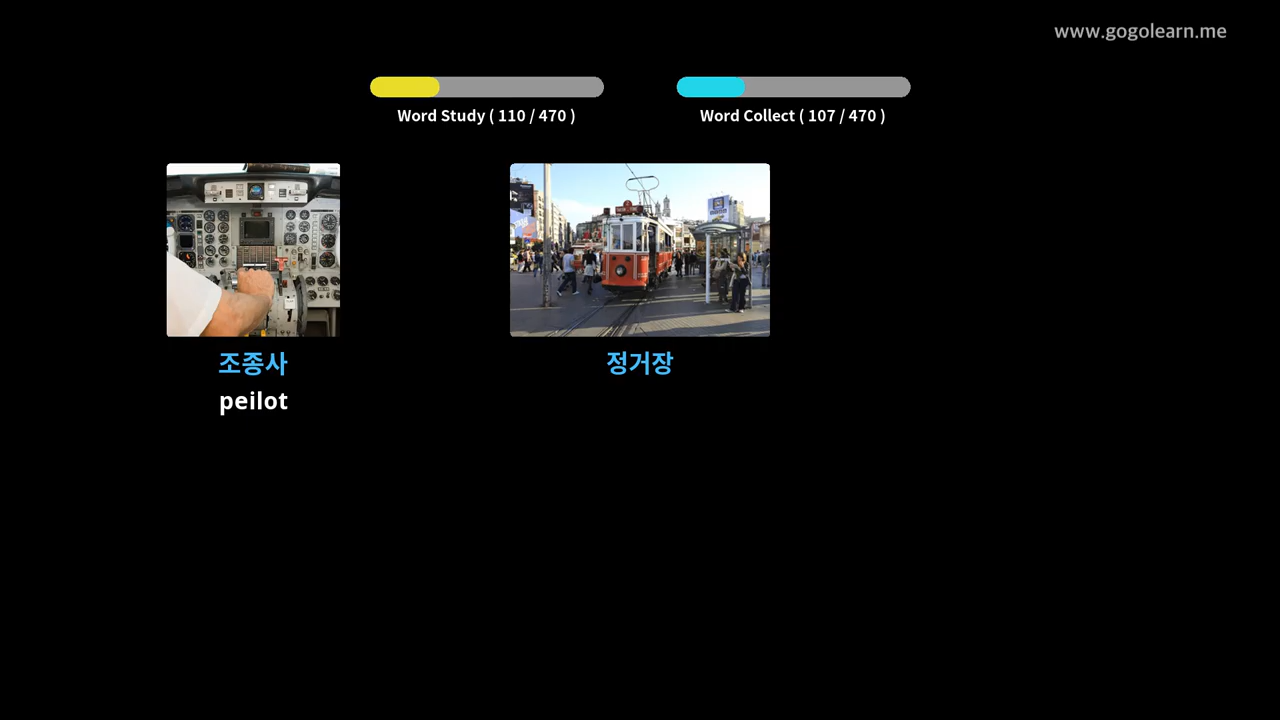 www.gogolearn.me
Word Study ( 110 / 470 )
Word Collect ( 107 / 470 )
조종사
peilot
정거장